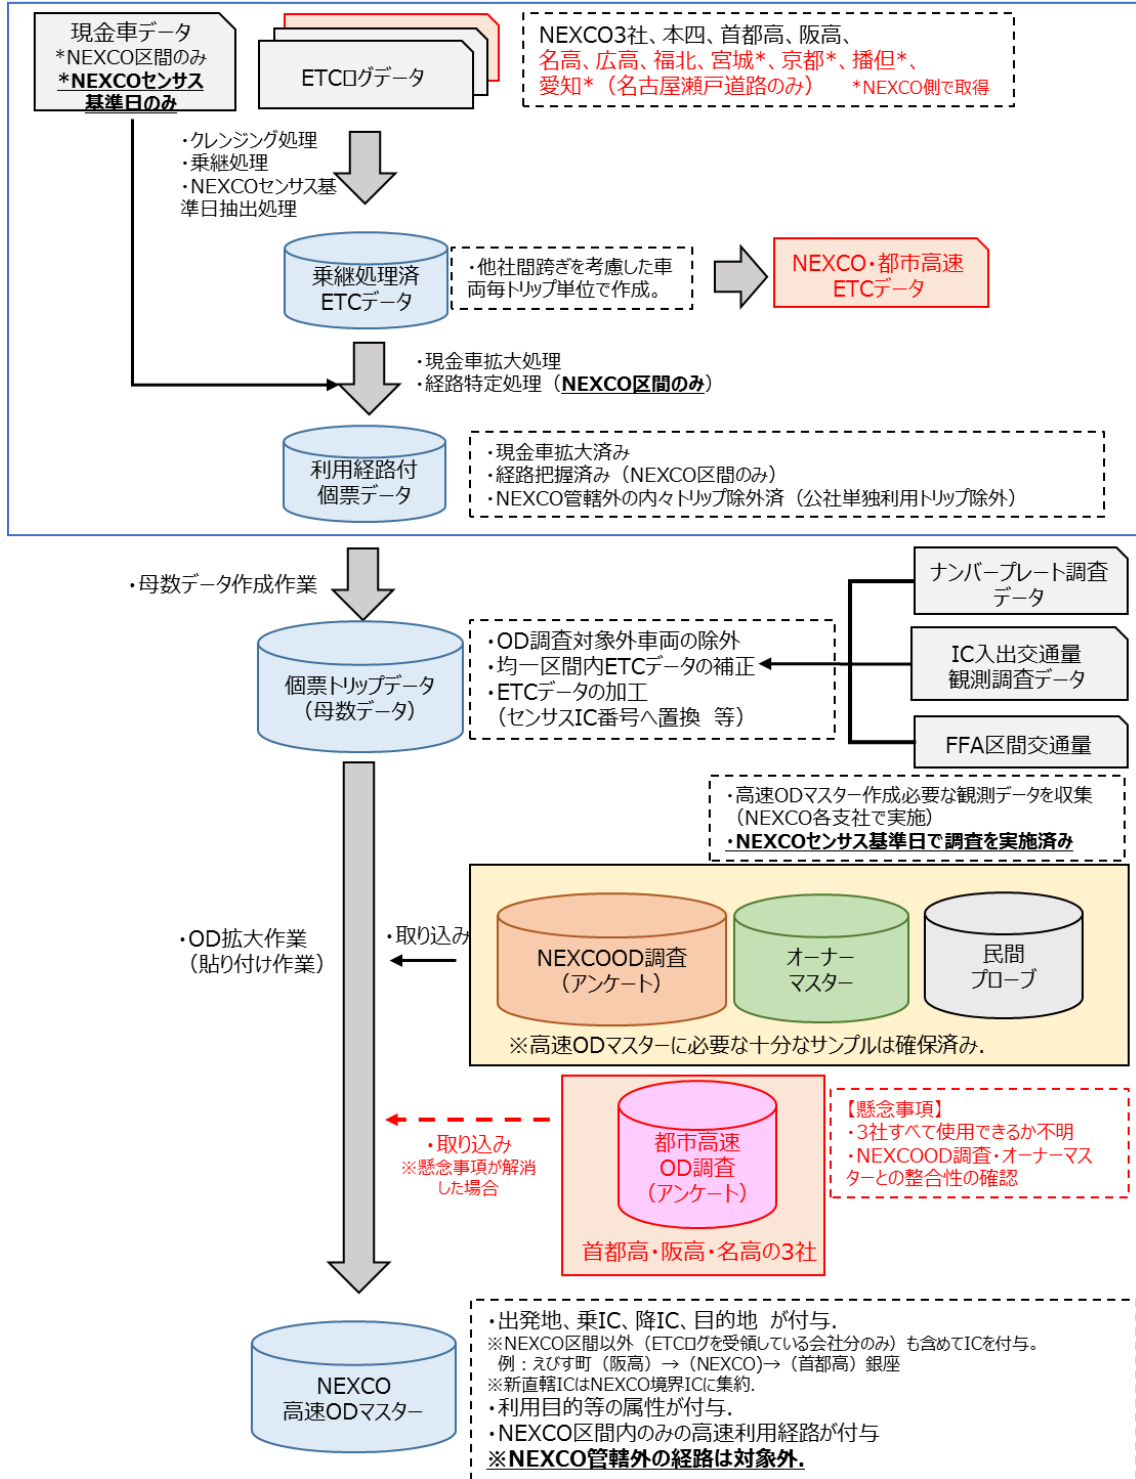 現金車データ
*NEXCO区間のみ
*NEXCOセンサス
基準日のみ
ETCログデータ
NEXCO3社、本四、首都高、阪高、
名高、広高、福北、宮城*、京都*、播但*、
愛知*（名古屋瀬戸道路のみ） *NEXCO側で取得
・クレンジング処理
・乗継処理
・NEXCOセンサス基
準日抽出処理
乗継処理済
ETCデータ
・他社間跨ぎを考慮した車
両毎トリップ単位で作成。
NEXCO・都市高速
ETCデータ
・現金車拡大処理
・経路特定処理（NEXCO区間のみ）
利用経路付
個票データ
・現金車拡大済み
・経路把握済み（NEXCO区間のみ）
・NEXCO管轄外の内々トリップ除外済（公社単独利用トリップ除外）
・母数データ作成作業
ナンバープレート調査
データ
個票トリップデータ
（母数データ）
・OD調査対象外車両の除外
・均一区間内ETCデータの補正
・ETCデータの加工
（センサスIC番号へ置換 等）
IC入出交通量
観測調査データ
FFA区間交通量
・高速ODマスター作成必要な観測データを収集
（NEXCO各支社で実施）
・NEXCOセンサス基準日で調査を実施済み
・OD拡大作業
（貼り付け作業）
・取り込み
NEXCOOD調査
（アンケート）
オーナー
マスター
民間
プローブ
※高速ODマスターに必要な十分なサンプルは確保済み.
・取り込み
※懸念事項が解消
した場合
都市高速
OD調査
（アンケート）
首都高・阪高・名高の3社
【懸念事項】
・3社すべて使用できるか不明
・NEXCOOD調査・オーナーマス
ターとの整合性の確認
NEXCO
高速ODマスター
・出発地、乗IC、降IC、目的地 が付与.
※NEXCO区間以外（ETCログを受領している会社分のみ）も含めてICを付与。
例：えびす町（阪高）→（NEXCO)→（首都高）銀座
※新直轄ICはNEXCO境界ICに集約.
・利用目的等の属性が付与.
・NEXCO区間内のみの高速利用経路が付与
※NEXCO管轄外の経路は対象外.